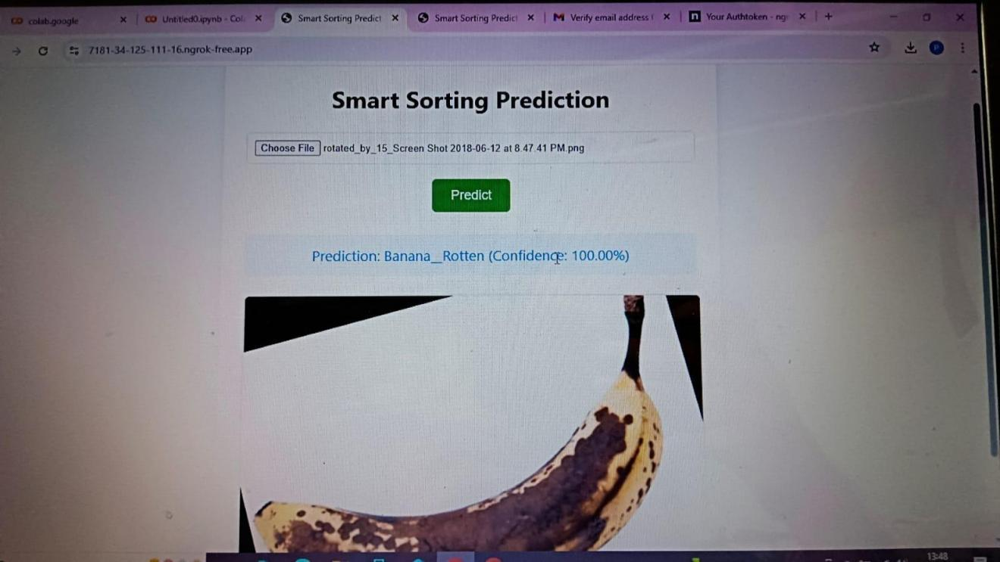 colab.google
Untitled0.ipynb - Col
Smart Sorting Predict
Smart Sorting Predict
Verify email address (
Your Authtoken - ng
7181-34-125-111-16.ngrok-free.app
P
Smart Sorting Prediction
Choose File rotated_by_15_Screen Shot 2018-06-12 at 8.47.41 PM.png
Predict
Prediction: Banana__Rotten (Confidence: 100.00%)
13:48